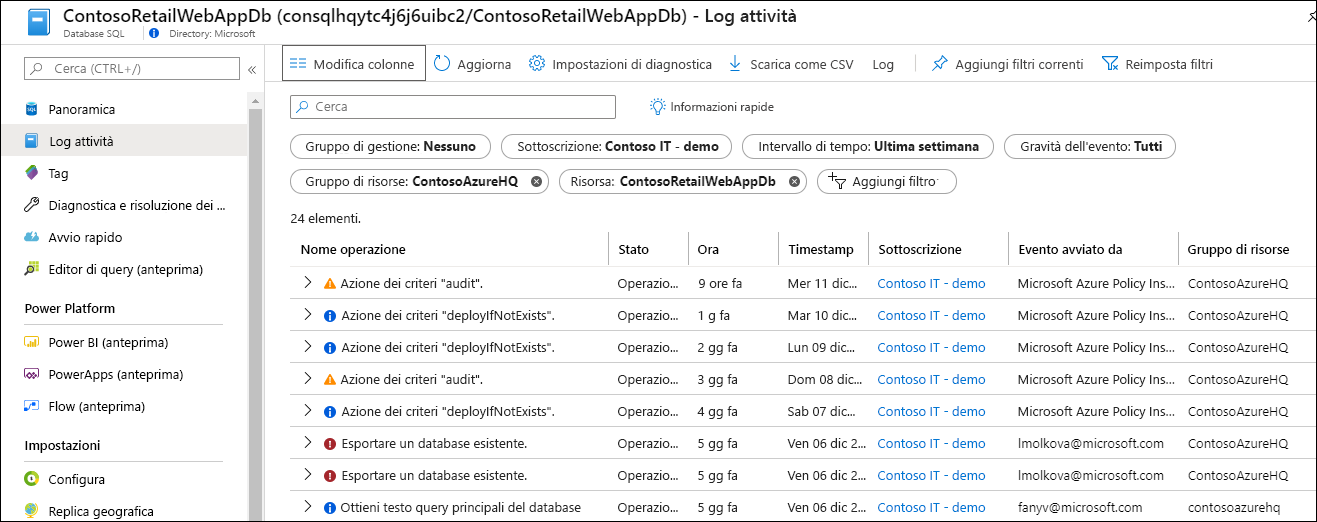 ContosoRetailWebAppDb (consqlhqytc4j6j6uibc2/ContosoRetailWebAppDb) - Log attività
Database SQL Directory: Microsoft
Cerca (CTRL+/)
Panoramica
Log attività
Tag
Diagnostica e risoluzione dei ...
Avvio rapido
Editor di query (anteprima)
Power Platform
Power BI (anteprima)
PowerApps (anteprima)
Flow (anteprima)
Impostazioni
Configura
Replica geografica
Modifica colonne Aggiorna Impostazioni di diagnostica Scarica come CSV Log Aggiungi filtri correnti Reimposta filtri
Cerca Informazioni rapide
Gruppo di gestione: Nessuno Sottoscrizione: Contoso IT - demo Intervallo di tempo: Ultima settimana Gravità dell'evento: Tutti
Gruppo di risorse: ContosoAzureHQ Risorsa: ContosoRetailWebAppDb Aggiungi filtro
24 elementi.
Nome operazione Stato Ora Timestamp Sottoscrizione Evento avviato da Gruppo di risorse
Azione dei criteri "audit". Operazio... 9 ore fa Mer 11 dic... Contoso IT - demo Microsoft Azure Policy Ins... ContosoAzureHQ
Azione dei criteri "deployIfNotExists". Operazio... 1 g fa Mar 10 dic... Contoso IT - demo Microsoft Azure Policy Ins... ContosoAzureHQ
Azione dei criteri "deployIfNotExists". Operazio... 2 gg fa Lun 09 dic... Contoso IT - demo Microsoft Azure Policy Ins... ContosoAzureHQ
Azione dei criteri "audit". Operazio... 3 gg fa Dom 08 dic... Contoso IT - demo Microsoft Azure Policy Ins... ContosoAzureHQ
Azione dei criteri "deployIfNotExists". Operazio... 4 gg fa Sab 07 dic... Contoso IT - demo Microsoft Azure Policy Ins... ContosoAzureHQ
Esportare un database esistente. Operazio... 5 gg fa Ven 06 dic 2... Contoso IT - demo lmolkova@microsoft.com ContosoAzureHQ
Esportare un database esistente. Operazio... 5 gg fa Ven 06 dic 2... Contoso IT - demo lmolkova@microsoft.com ContosoAzureHQ
Ottieni testo query principali del database Operazio... 5 gg fa Ven 06 dic 2... Contoso IT - demo fanyv@microsoft.com contosoazurehq